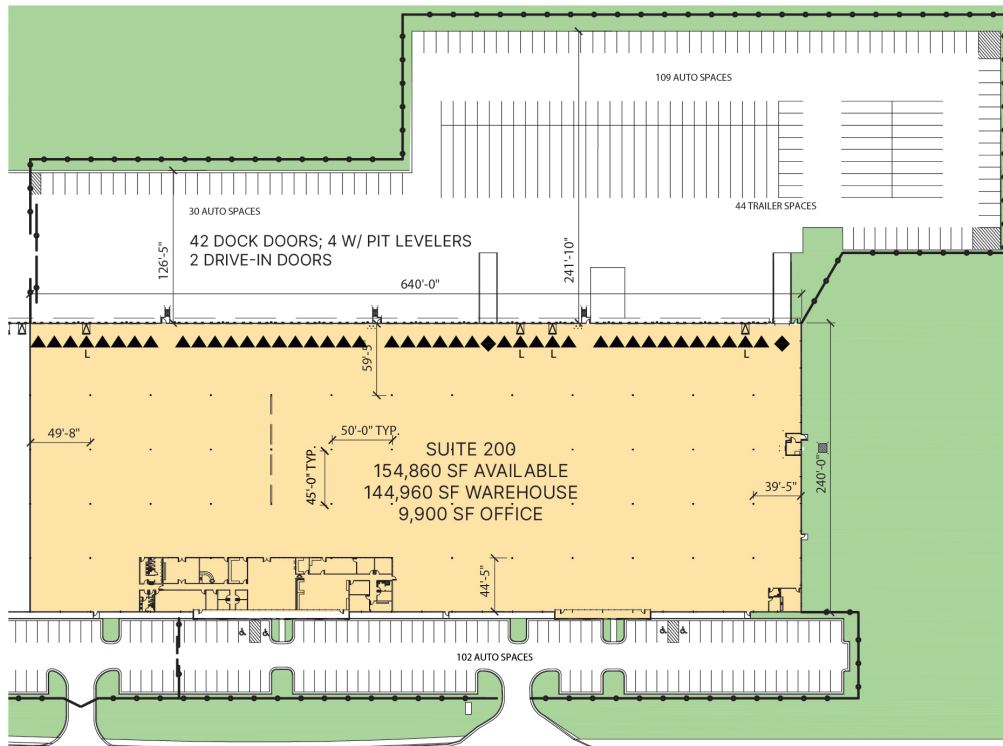 109 AUTO SPACES
44 TRAILER SPACES
30 AUTO SPACES
42 DOCK DOORS; 4 W/ PIT LEVELERS
2 DRIVE-IN DOORS
126'-5"
241'-10"
640'-0"
L
L
L
L
59'-5"
49'-8"
50'-0" TYP.
45'-0" TYP.
SUITE 200
154,860 SF AVAILABLE
144,960 SF WAREHOUSE
9,900 SF OFFICE
39'-5"
240'-0"
44'-5"
102 AUTO SPACES